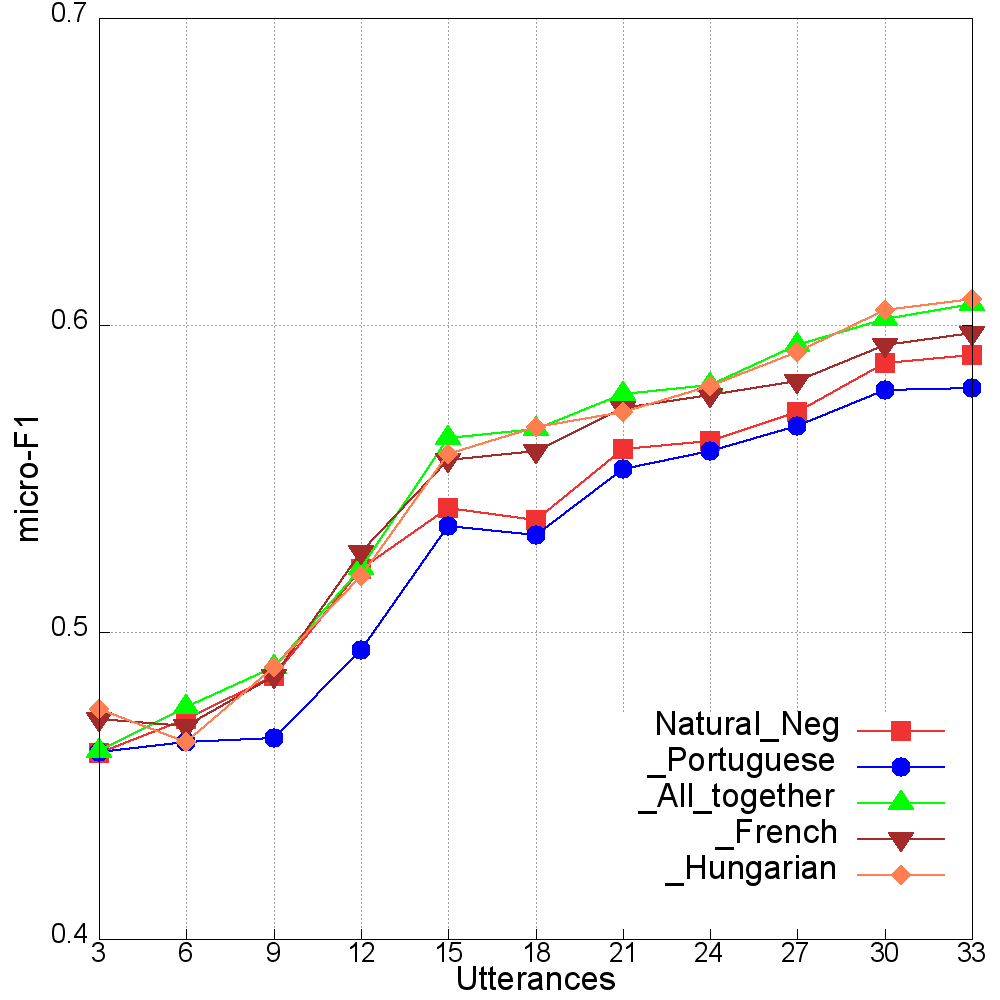 0.7
0.6
0.5
0.4
micro-F1
Natural_Neg
_Portuguese
_All_together
_French
_Hungarian
3 6 9 12 15 18 21 24 27 30 33
Utterances